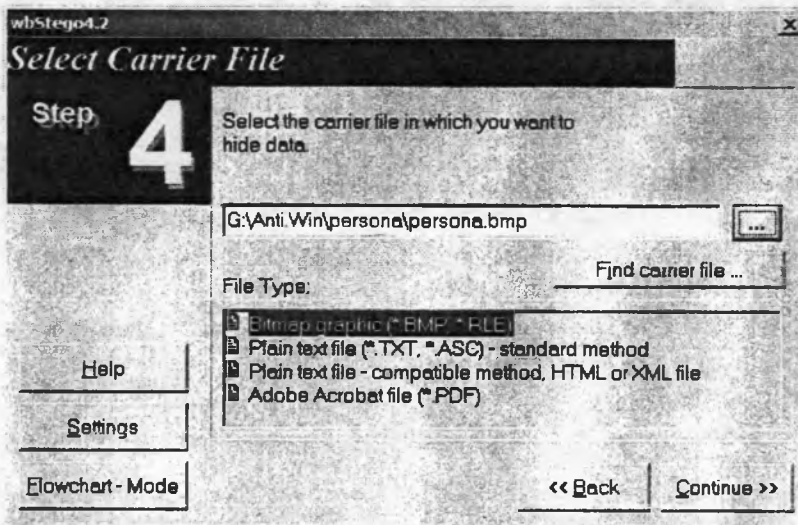 wbStego4.2
Select Carrier File
Step 4
Select the carrier file in which you want to
hide data.
G:\Anti.Win\persona\persona.bmp
...
Find carrier file ...
File Type:
Bitmap graphic (*.BMP, *.RLE)
Plain text file (*.TXT, *.ASC) - standard method
Plain text file - compatible method, HTML or XML file
Adobe Acrobat file (*.PDF)
Help
Settings
Flowchart - Mode
<< Back
Continue >>